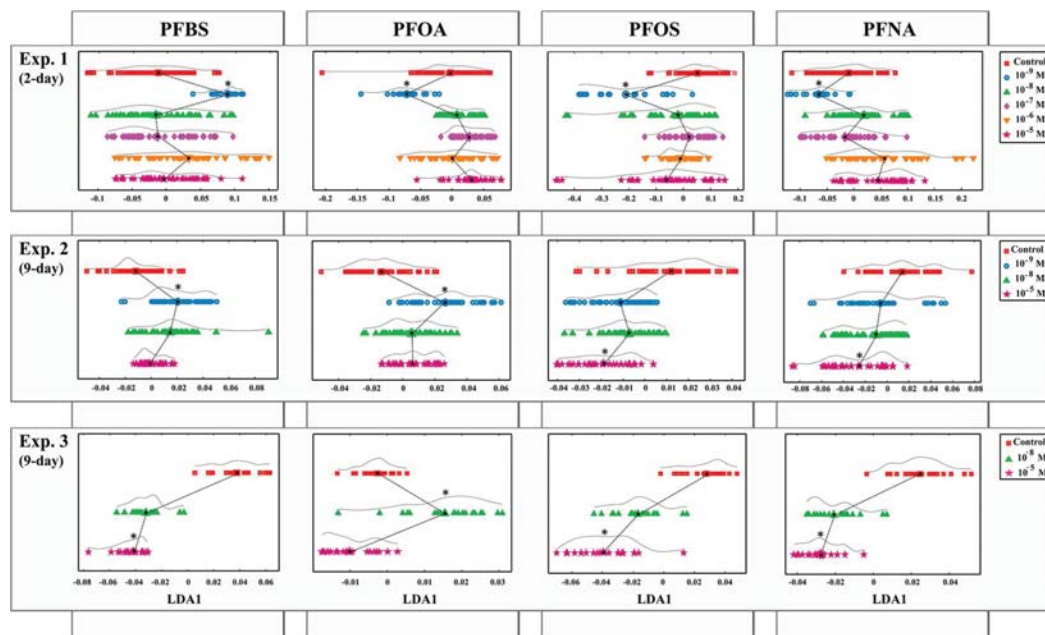 PFBS PFOA PFOS PFNA
Exp. 1
(2-day)
*
*
*
*
Control
10⁻⁹ M
10⁻⁸ M
10⁻⁷ M
10⁻⁶ M
10⁻⁵ M
-0.1 -0.05 0 0.05 0.1 0.15
-0.2 -0.15 -0.1 -0.05 0 0.05
-0.4 -0.3 -0.2 -0.1 0 0.1 0.2
-0.1 -0.05 0 0.05 0.1 0.15 0.2
Exp. 2
(9-day)
*
*
*
*
Control
10⁻⁹ M
10⁻⁸ M
10⁻⁵ M
-0.04 -0.02 0 0.02 0.04 0.06 0.08
-0.04 -0.02 0 0.02 0.04 0.06
-0.04 -0.03 -0.02 -0.01 0 0.01 0.02 0.03 0.04
-0.08 -0.06 -0.04 -0.02 0 0.02 0.04 0.06 0.08
Exp. 3
(9-day)
*
*
*
*
Control
10⁻⁸ M
10⁻⁵ M
-0.08 -0.06 -0.04 -0.02 0 0.02 0.04 0.06
-0.01 0 0.01 0.02 0.03
-0.06 -0.04 -0.02 0 0.02 0.04
-0.04 -0.02 0 0.02 0.04
LDA1 LDA1 LDA1 LDA1